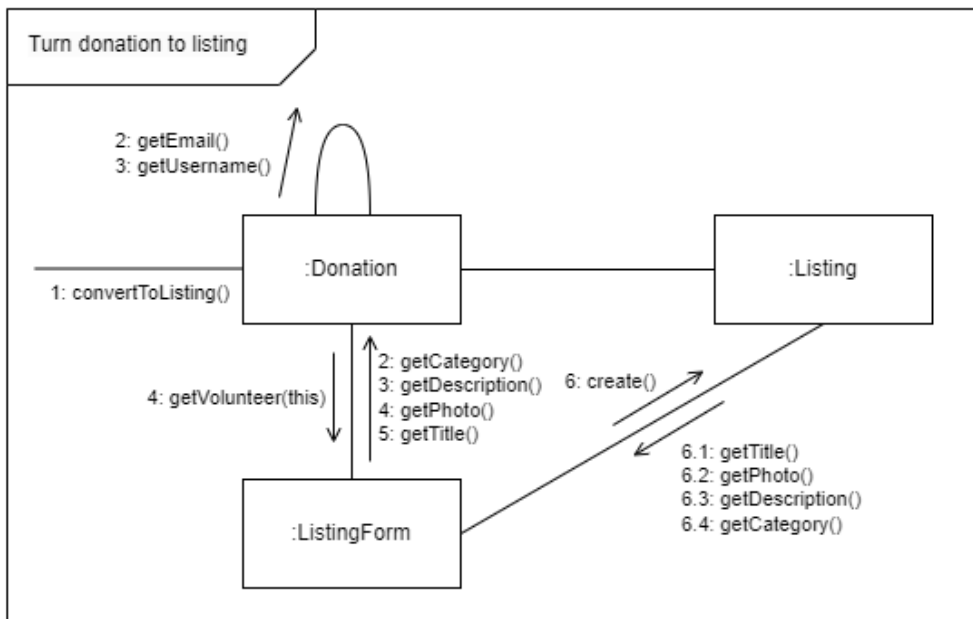 Turn donation to listing
2: getEmail()
3: getUsername()
:Donation
:Listing
1: convertToListing()
2: getCategory()
3: getDescription()
4: getPhoto()
5: getTitle()
4: getVolunteer(this)
6: create()
6.1: getTitle()
6.2: getPhoto()
6.3: getDescription()
6.4: getCategory()
:ListingForm